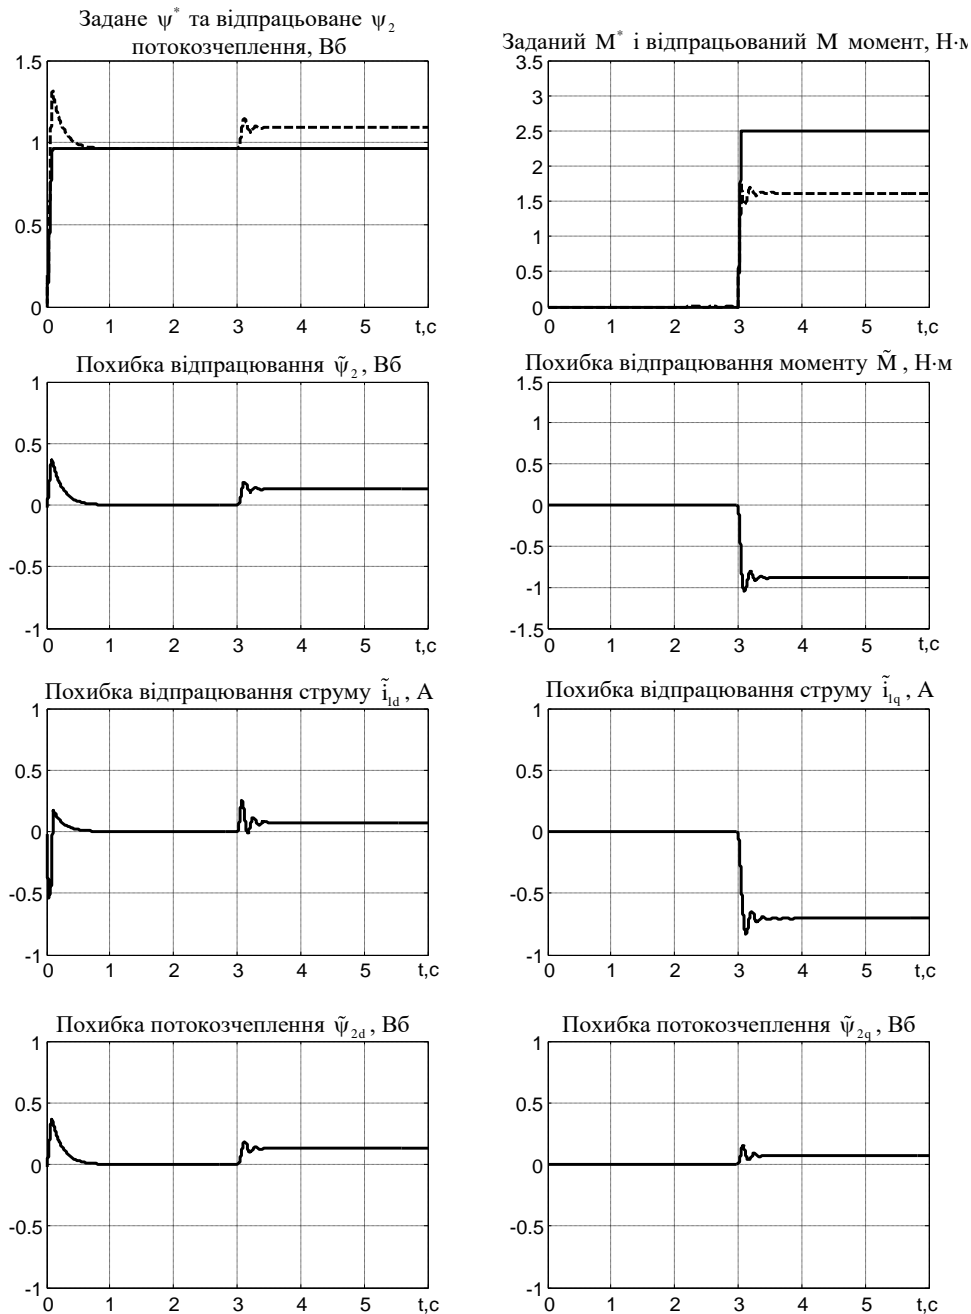 Задане ψ* та відпрацьоване ψ₂
потокозчеплення, Вб
1.5
1
0.5
0
0 1 2 3 4 5 t,c
Заданий M* і відпрацьований M момент, Н·м
3.5
3
2.5
2
1.5
1
0.5
0
0 1 2 3 4 5 t,c
Похибка відпрацювання ψ̃₂, Вб
1
0.5
0
-0.5
-1
0 1 2 3 4 5 t,c
Похибка відпрацювання моменту M̃, Н·м
1.5
1
0.5
0
-0.5
-1
-1.5
0 1 2 3 4 5 t,c
Похибка відпрацювання струму ĩ₁d, А
1
0.5
0
-0.5
-1
0 1 2 3 4 5 t,c
Похибка відпрацювання струму ĩ₁q, А
1
0.5
0
-0.5
-1
0 1 2 3 4 5 t,c
Похибка потокозчеплення ψ̃₂d, Вб
1
0.5
0
-0.5
-1
0 1 2 3 4 5 t,c
Похибка потокозчеплення ψ̃₂q, Вб
1
0.5
0
-0.5
-1
0 1 2 3 4 5 t,c